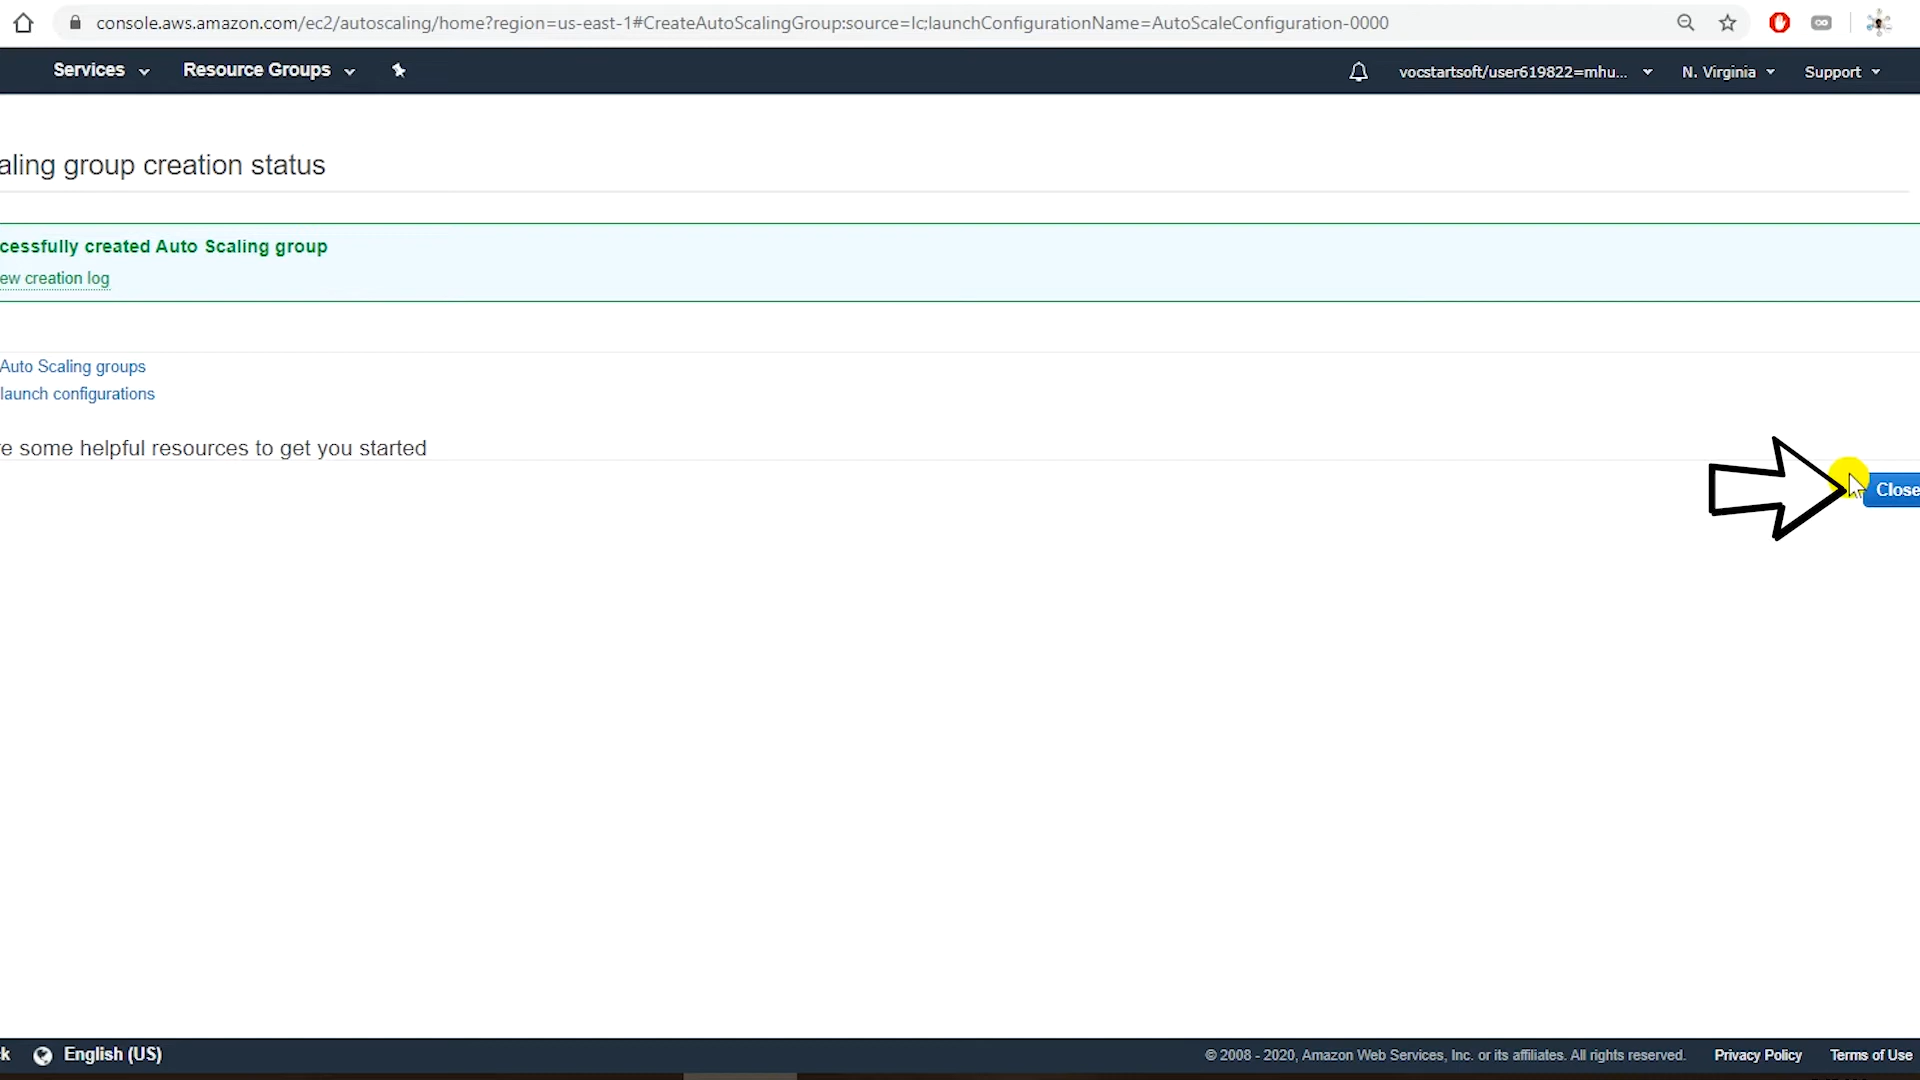 console.aws.amazon.com/ec2/autoscaling/home?region=us-east-1#CreateAutoScalingGroup:source=lc;launchConfigurationName=AutoScaleConfiguration-0000
Services Resource Groups vocstartsoft/user619822=mhu... N. Virginia Support
aling group creation status
cessfully created Auto Scaling group
ew creation log
Auto Scaling groups
launch configurations
e some helpful resources to get you started
Close
k English (US) © 2008 - 2020, Amazon Web Services, Inc. or its affiliates. All rights reserved. Privacy Policy Terms of Use